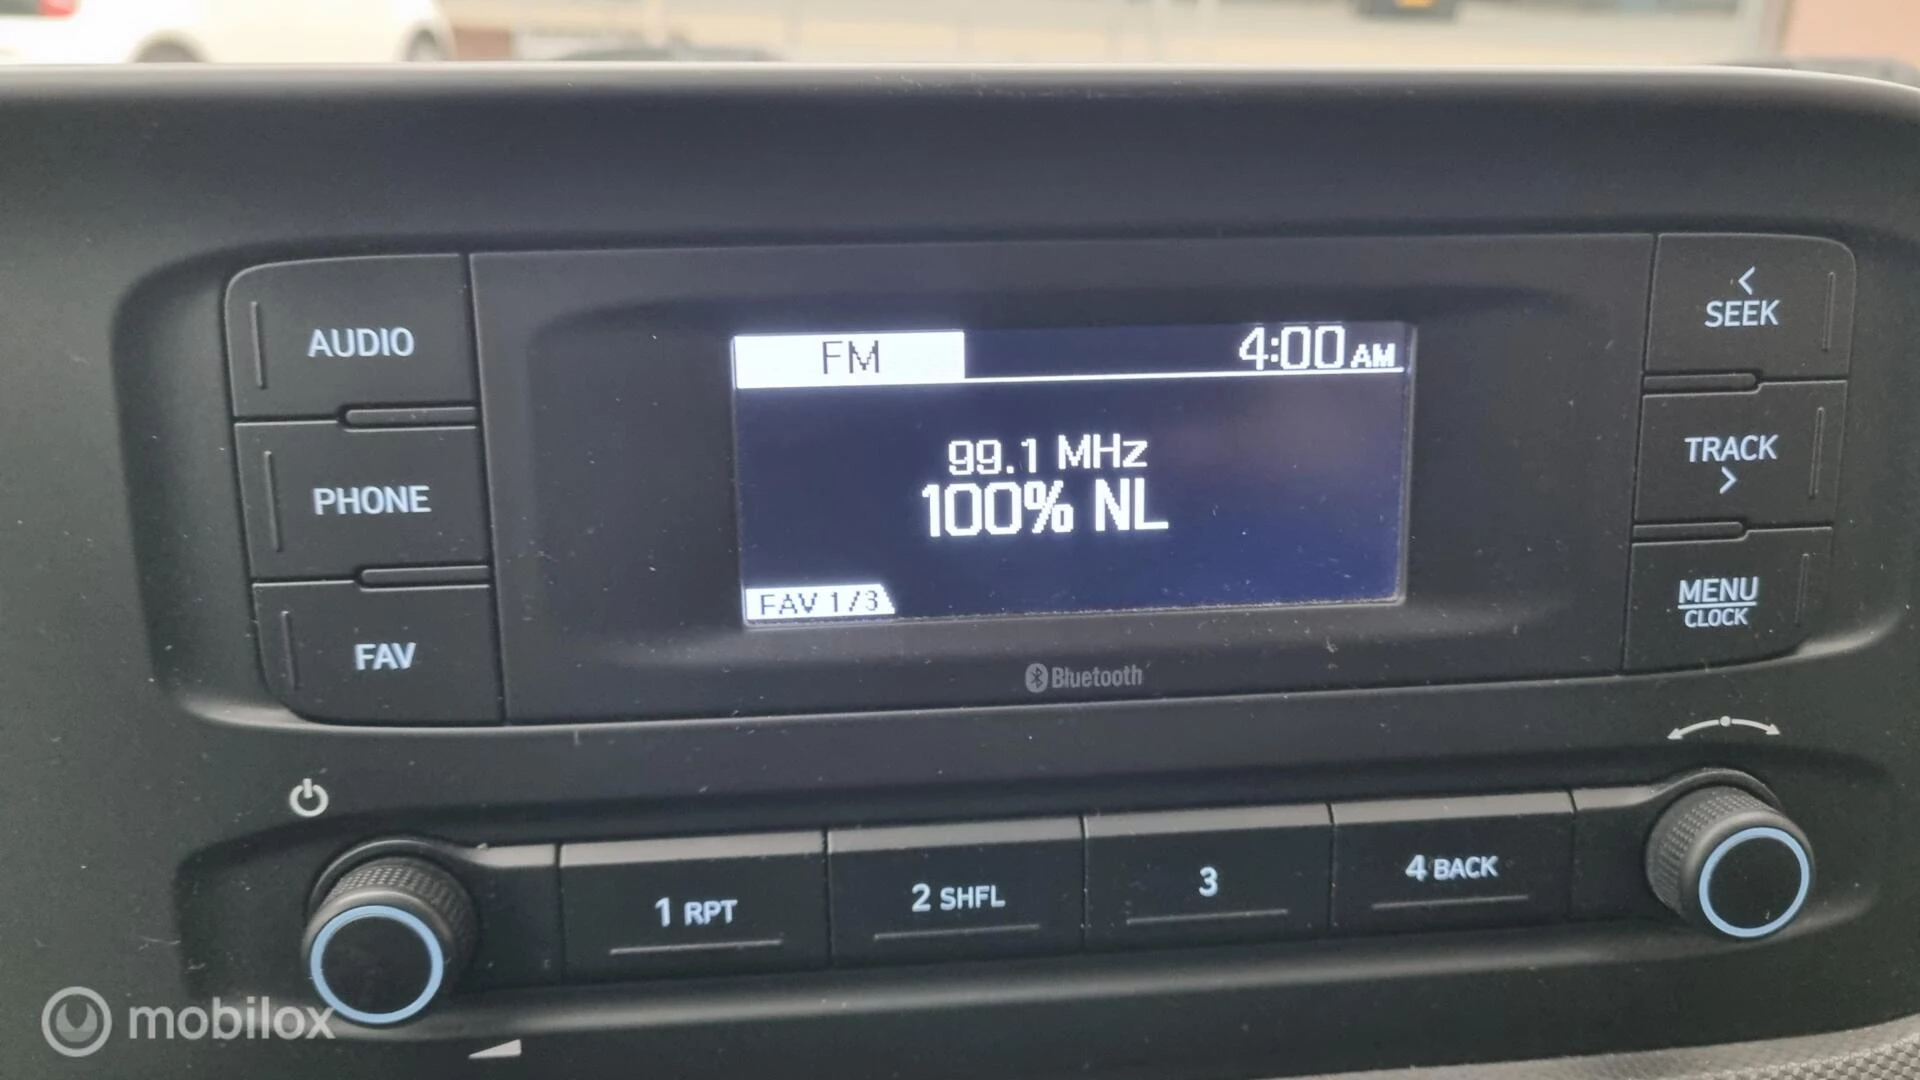 AUDIO
PHONE
FAV
FM 4:00 AM
99.1 MHz
100% NL
FAV 1/3
Bluetooth
<
SEEK
TRACK
>
MENU
CLOCK
1 RPT
2 SHFL
3
4 BACK
mobilox